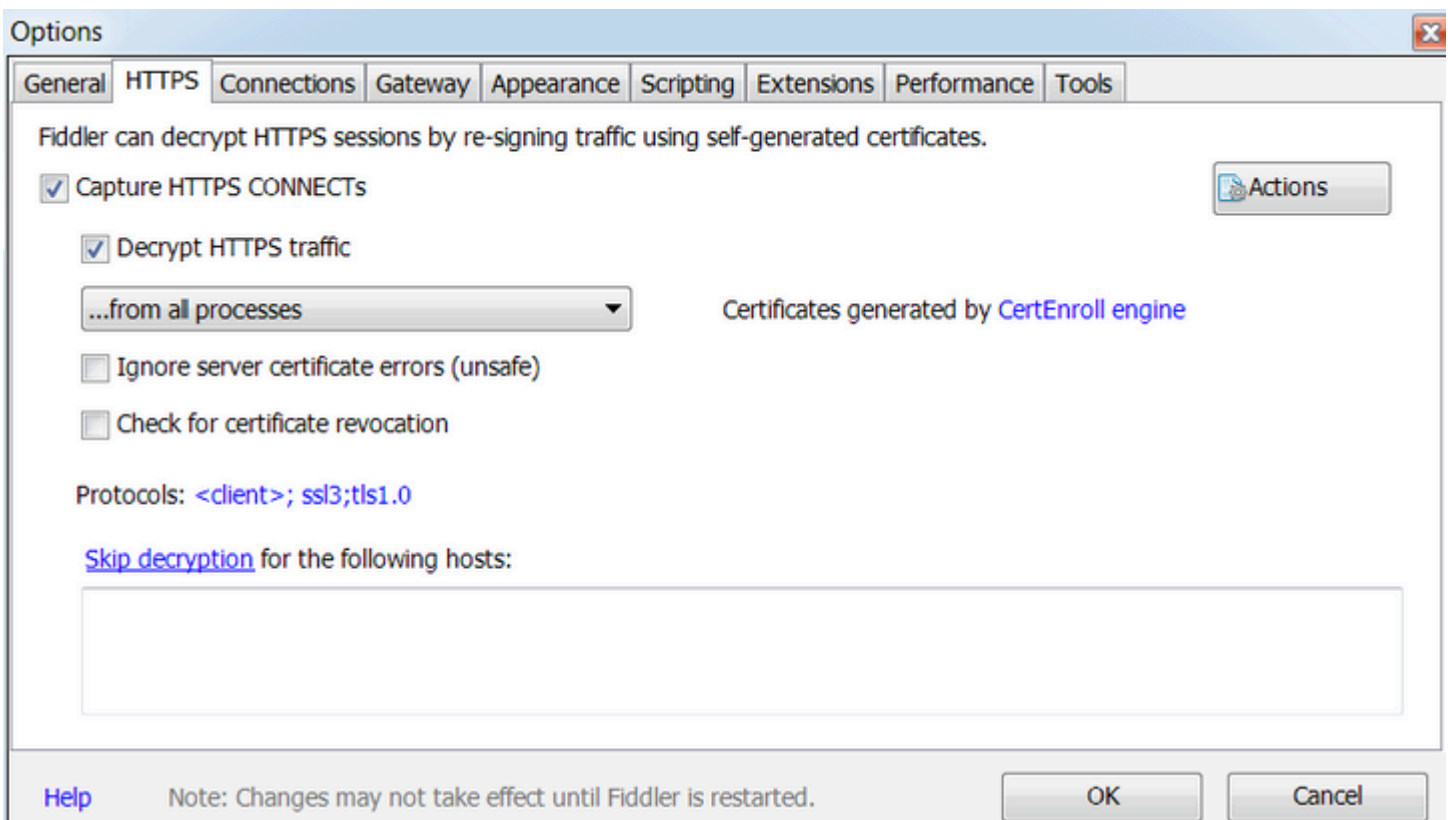 Options
General HTTPS Connections Gateway Appearance Scripting Extensions Performance Tools
Fiddler can decrypt HTTPS sessions by re-signing traffic using self-generated certificates.
Capture HTTPS CONNECTs
Actions
Decrypt HTTPS traffic
...from all processes
Certificates generated by CertEnroll engine
Ignore server certificate errors (unsafe)
Check for certificate revocation
Protocols: <client>; ssl3;tls1.0
Skip decryption for the following hosts:
Help
Note: Changes may not take effect until Fiddler is restarted.
OK
Cancel